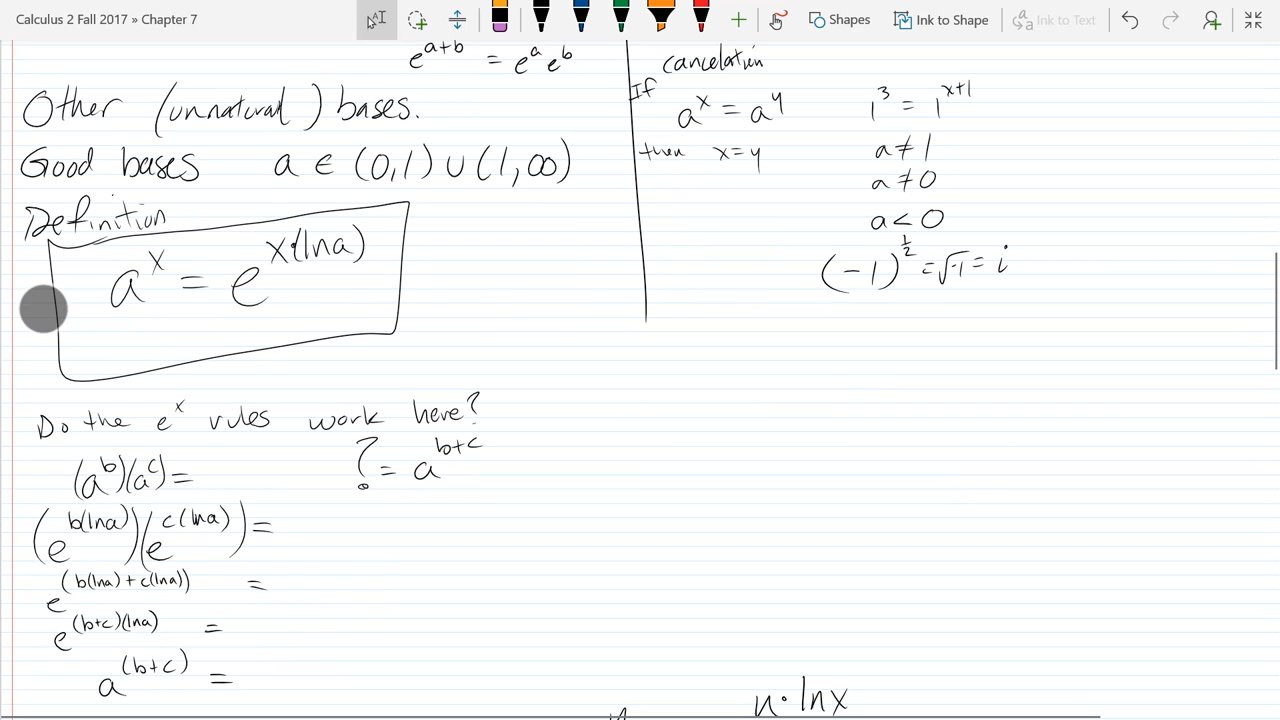 Calculus 2 Fall 2017 » Chapter 7
Shapes
Ink to Shape
Ink to Text
e^{a+b} = e^a e^b
Other (unnatural) bases.
Good bases a ∈ (0,1) ∪ (1,∞)
Definition
a^x = e^{x·(ln a)}
cancelation
If
a^x = a^y
then x=y
1^3 = 1^{x+1}
a ≠ 1
a ≠ 0
a < 0
(-1)^{1/2} = √-1 = i
Do the e^x rules work here?
(a^b)(a^c) = ? = a^{b+c}
(e^{b(ln a)})(e^{c(ln a)}) =
e^{(b(ln a) + c(ln a))} =
e^{(b+c)(ln a)} =
a^{(b+c)} =
n · ln x